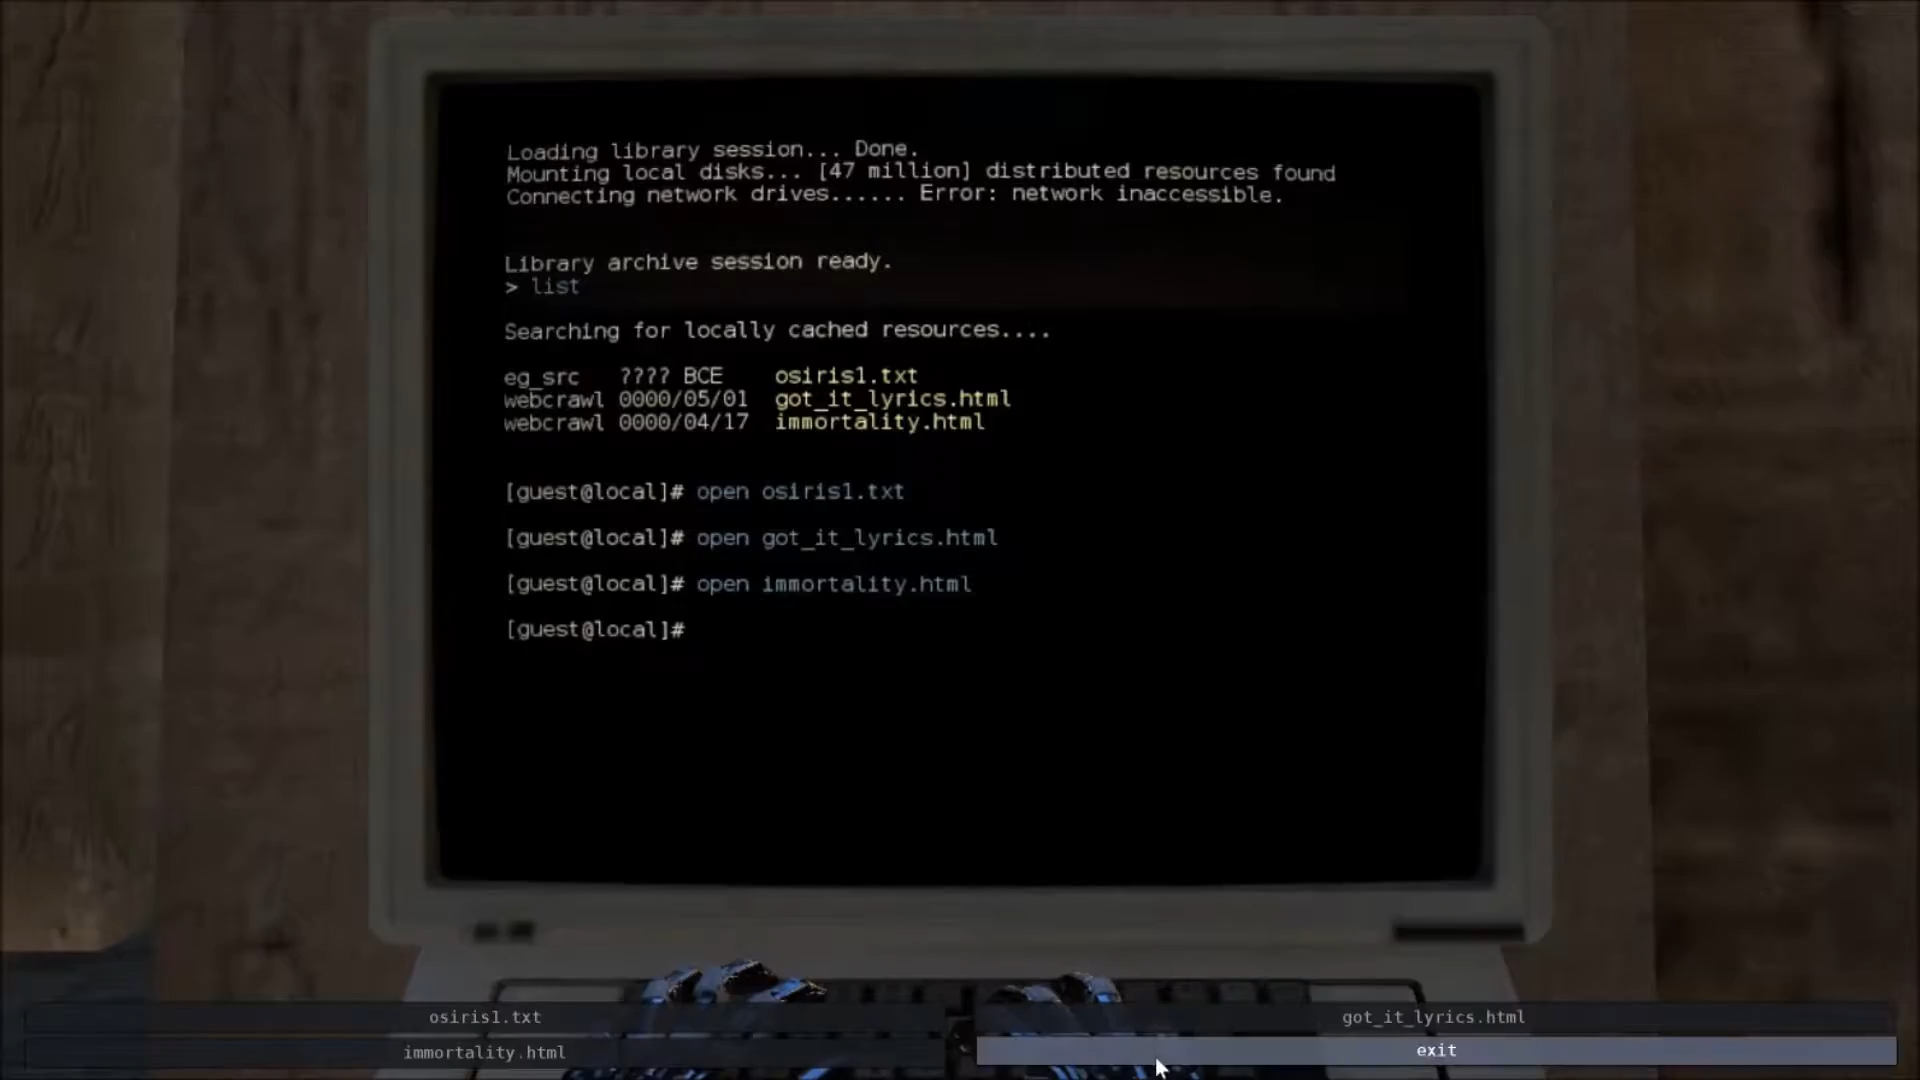 Loading library session... Done.
Mounting local disks... [47 million] distributed resources found
Connecting network drives...... Error: network inaccessible.
Library archive session ready.
> list
Searching for locally cached resources....
eg_src ???? BCE osiris1.txt
webcrawl 0000/05/01 got_it_lyrics.html
webcrawl 0000/04/17 immortality.html
[guest@local]# open osiris1.txt
[guest@local]# open got_it_lyrics.html
[guest@local]# open immortality.html
[guest@local]#
osiris1.txt got_it_lyrics.html
immortality.html exit